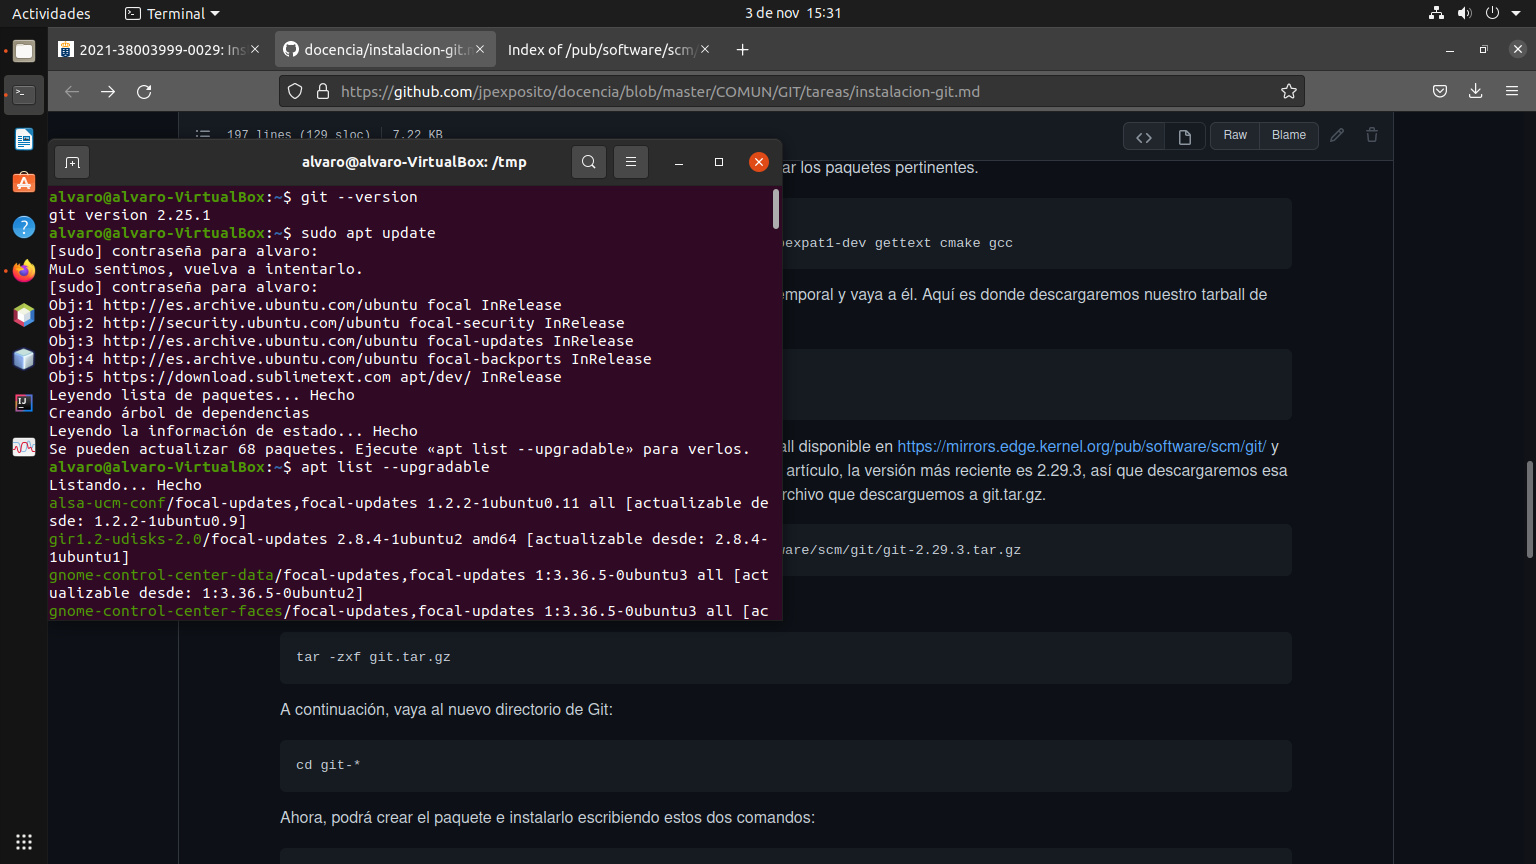 Actividades
Terminal
3 de nov 15:31
2021-38003999-0029: Ins
docencia/instalacion-git.m
Index of /pub/software/scm/
https://github.com/jpexposito/docencia/blob/master/COMUN/GIT/tareas/instalacion-git.md
197 lines (129 sloc) 7.22 KB
Raw
Blame
alvaro@alvaro-VirtualBox: /tmp
alvaro@alvaro-VirtualBox:~$ git --version
git version 2.25.1
alvaro@alvaro-VirtualBox:~$ sudo apt update
[sudo] contraseña para alvaro:
MuLo sentimos, vuelva a intentarlo.
[sudo] contraseña para alvaro:
Obj:1 http://es.archive.ubuntu.com/ubuntu focal InRelease
Obj:2 http://security.ubuntu.com/ubuntu focal-security InRelease
Obj:3 http://es.archive.ubuntu.com/ubuntu focal-updates InRelease
Obj:4 http://es.archive.ubuntu.com/ubuntu focal-backports InRelease
Obj:5 https://download.sublimetext.com apt/dev/ InRelease
Leyendo lista de paquetes... Hecho
Creando árbol de dependencias
Leyendo la información de estado... Hecho
Se pueden actualizar 68 paquetes. Ejecute «apt list --upgradable» para verlos.
alvaro@alvaro-VirtualBox:~$ apt list --upgradable
Listando... Hecho
alsa-ucm-conf/focal-updates,focal-updates 1.2.2-1ubuntu0.11 all [actualizable de
sde: 1.2.2-1ubuntu0.9]
gir1.2-udisks-2.0/focal-updates 2.8.4-1ubuntu2 amd64 [actualizable desde: 2.8.4-
1ubuntu1]
gnome-control-center-data/focal-updates,focal-updates 1:3.36.5-0ubuntu3 all [act
ualizable desde: 1:3.36.5-0ubuntu2]
gnome-control-center-faces/focal-updates,focal-updates 1:3.36.5-0ubuntu3 all [ac
ar los paquetes pertinentes.
expat1-dev gettext cmake gcc
mporal y vaya a él. Aquí es donde descargaremos nuestro tarball de
all disponible en https://mirrors.edge.kernel.org/pub/software/scm/git/ y
artículo, la versión más reciente es 2.29.3, así que descargaremos esa
rchivo que descarguemos a git.tar.gz.
ware/scm/git/git-2.29.3.tar.gz
tar -zxf git.tar.gz
A continuación, vaya al nuevo directorio de Git:
cd git-*
Ahora, podrá crear el paquete e instalarlo escribiendo estos dos comandos: